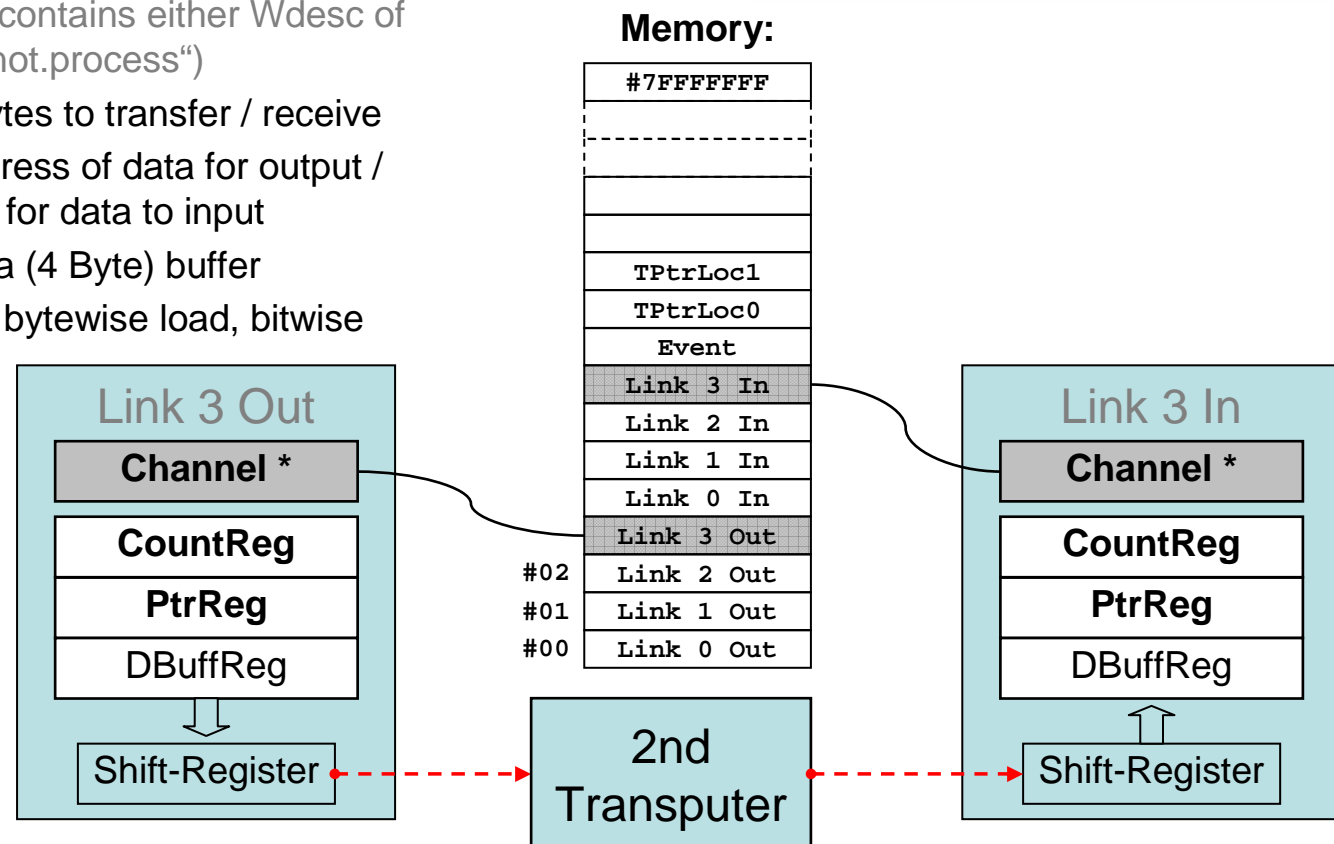 contains either Wdesc of
not.process“)
ytes to transfer / receive
ress of data for output /
for data to input
a (4 Byte) buffer
bytewise load, bitwise
Memory:
#7FFFFFFF
TPtrLoc1
TPtrLoc0
Event
Link 3 In
Link 2 In
Link 1 In
Link 0 In
Link 3 Out
#02 Link 2 Out
#01 Link 1 Out
#00 Link 0 Out
Link 3 Out
Channel *
CountReg
PtrReg
DBuffReg
Shift-Register
2nd
Transputer
Link 3 In
Channel *
CountReg
PtrReg
DBuffReg
Shift-Register